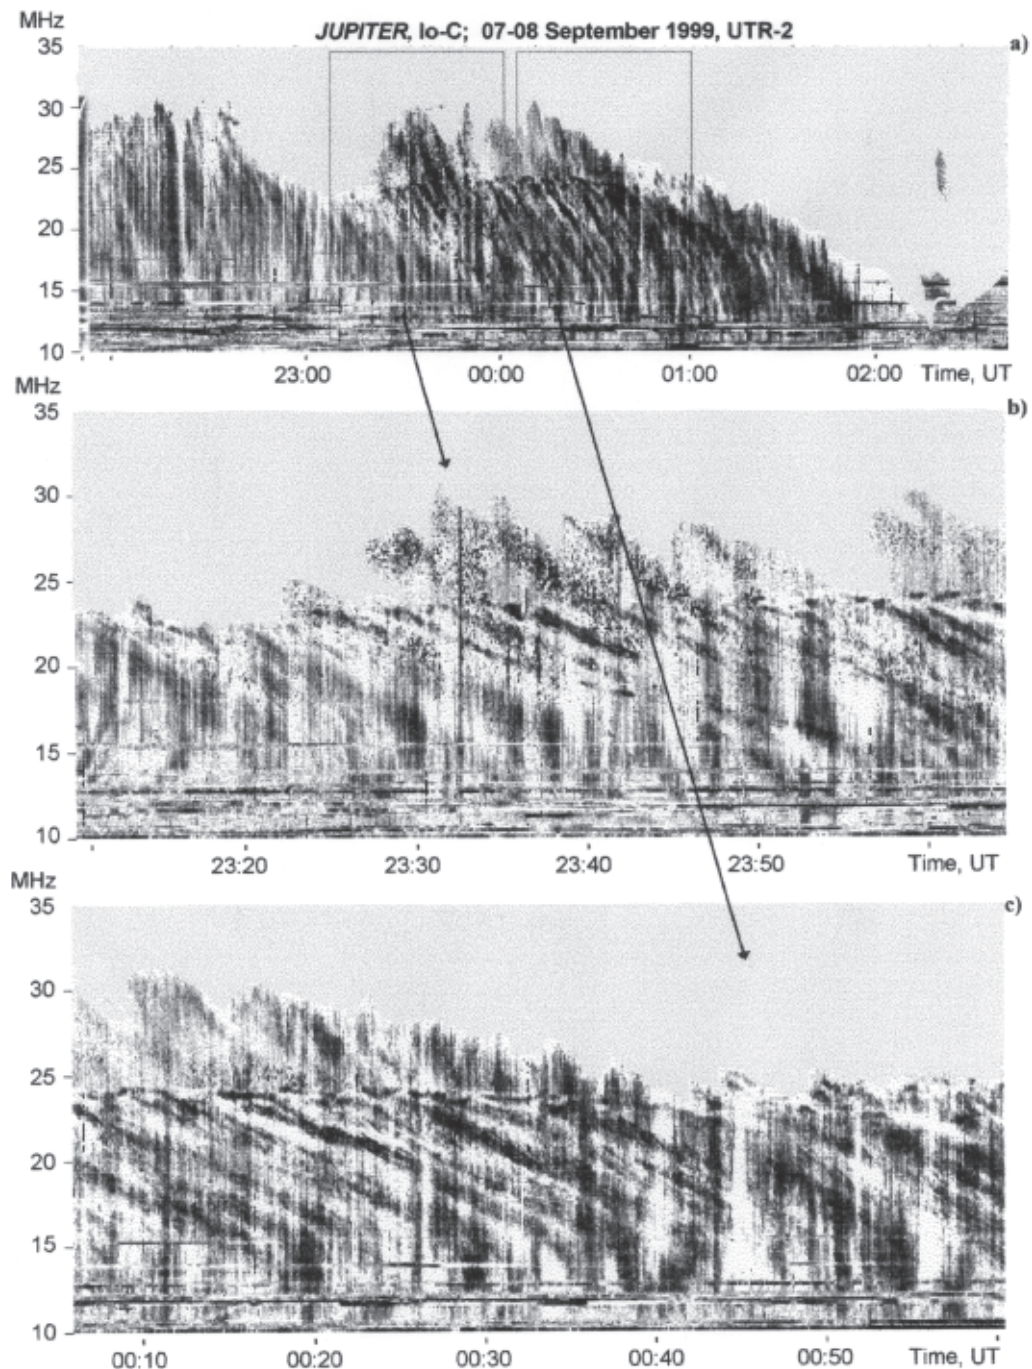 MHz
JUPITER, Io-C; 07-08 September 1999, UTR-2
a)
35
30
25
20
15
10
23:00 00:00 01:00 02:00 Time, UT
MHz
b)
35
30
25
20
15
10
23:20 23:30 23:40 23:50 Time, UT
MHz
c)
35
30
25
20
15
10
00:10 00:20 00:30 00:40 00:50 Time, UT